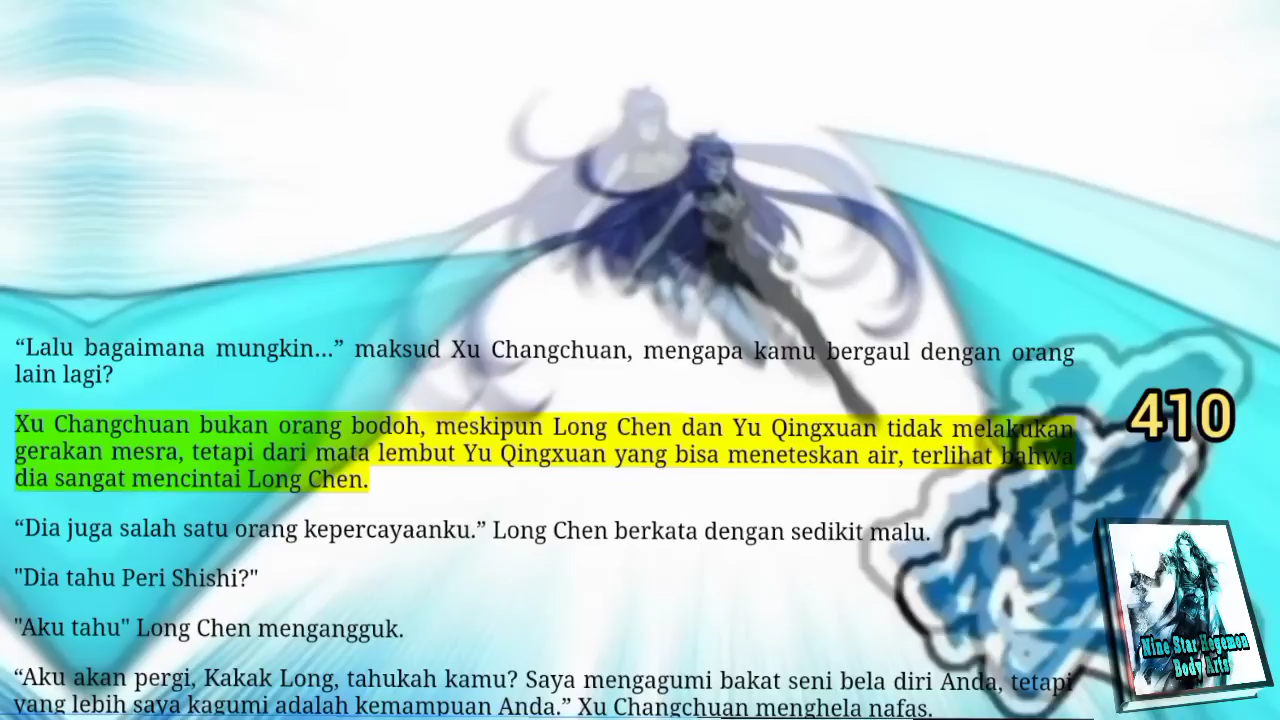 “Lalu bagaimana mungkin...” maksud Xu Changchuan, mengapa kamu bergaul dengan orang
lain lagi?
Xu Changchuan bukan orang bodoh, meskipun Long Chen dan Yu Qingxuan tidak melakukan
gerakan mesra, tetapi dari mata lembut Yu Qingxuan yang bisa meneteskan air, terlihat bahwa
dia sangat mencintai Long Chen.
“Dia juga salah satu orang kepercayaanku.” Long Chen berkata dengan sedikit malu.
"Dia tahu Peri Shishi?"
"Aku tahu" Long Chen mengangguk.
“Aku akan pergi, Kakak Long, tahukah kamu? Saya mengagumi bakat seni bela diri Anda, tetapi
yang lebih saya kagumi adalah kemampuan Anda.” Xu Changchuan menghela nafas.
410
Nine Star Hegemon
Body Arts